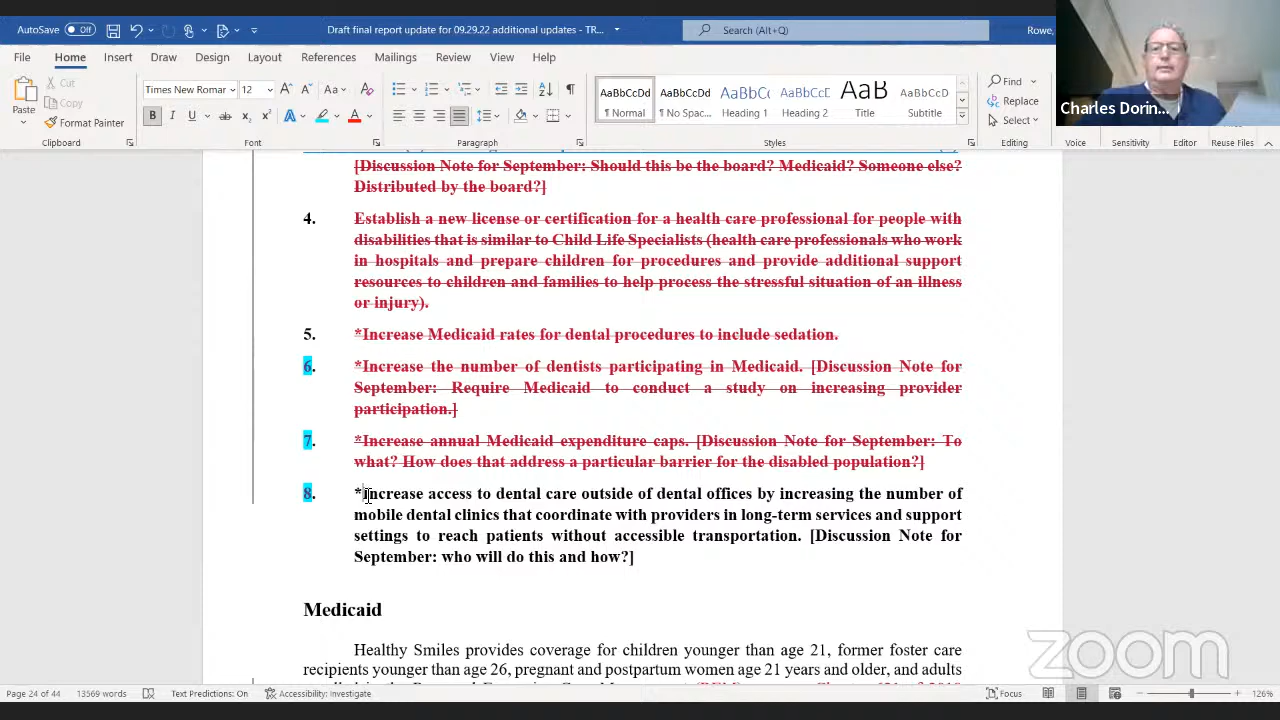 AutoSave Off Draft final report update for 09.29.22 additional updates - TR... Search (Alt+Q) Rowe,
File Home Insert Draw Design Layout References Mailings Review View Help
Charles Dorin...
Paste Cut Copy Format Painter
Times New Romar 12
AaBbCcDd AaBbCcDd AaBbC( AaBbCcE AaB AaBbCcD
¶ Normal ¶ No Spac... Heading 1 Heading 2 Title Subtitle
Find
Replace
Select
Clipboard Font Paragraph Styles Editing Voice Sensitivity Editor Reuse Files
[Discussion Note for September: Should this be the board? Medicaid? Someone else?
Distributed by the board?]
4. Establish a new license or certification for a health care professional for people with
disabilities that is similar to Child Life Specialists (health care professionals who work
in hospitals and prepare children for procedures and provide additional support
resources to children and families to help process the stressful situation of an illness
or injury).
5. *Increase Medicaid rates for dental procedures to include sedation.
6. *Increase the number of dentists participating in Medicaid. [Discussion Note for
September: Require Medicaid to conduct a study on increasing provider
participation.]
7. *Increase annual Medicaid expenditure caps. [Discussion Note for September: To
what? How does that address a particular barrier for the disabled population?]
8. *Increase access to dental care outside of dental offices by increasing the number of
mobile dental clinics that coordinate with providers in long-term services and support
settings to reach patients without accessible transportation. [Discussion Note for
September: who will do this and how?]
Medicaid
Healthy Smiles provides coverage for children younger than age 21, former foster care
recipients younger than age 26, pregnant and postpartum women age 21 years and older, and adults
zoom
Page 24 of 44 13569 words Text Predictions: On Accessibility: Investigate Focus 126%